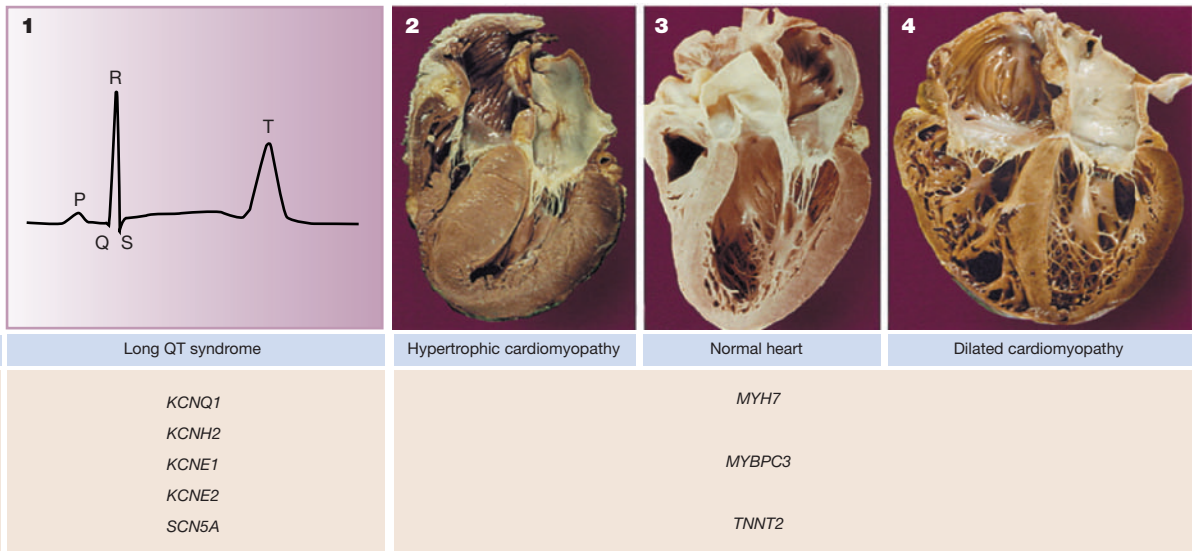 1
R
T
P
Q S
2
3
4
Long QT syndrome
Hypertrophic cardiomyopathy
Normal heart
Dilated cardiomyopathy
KCNQ1
KCNH2
KCNE1
KCNE2
SCN5A
MYH7
MYBPC3
TNNT2